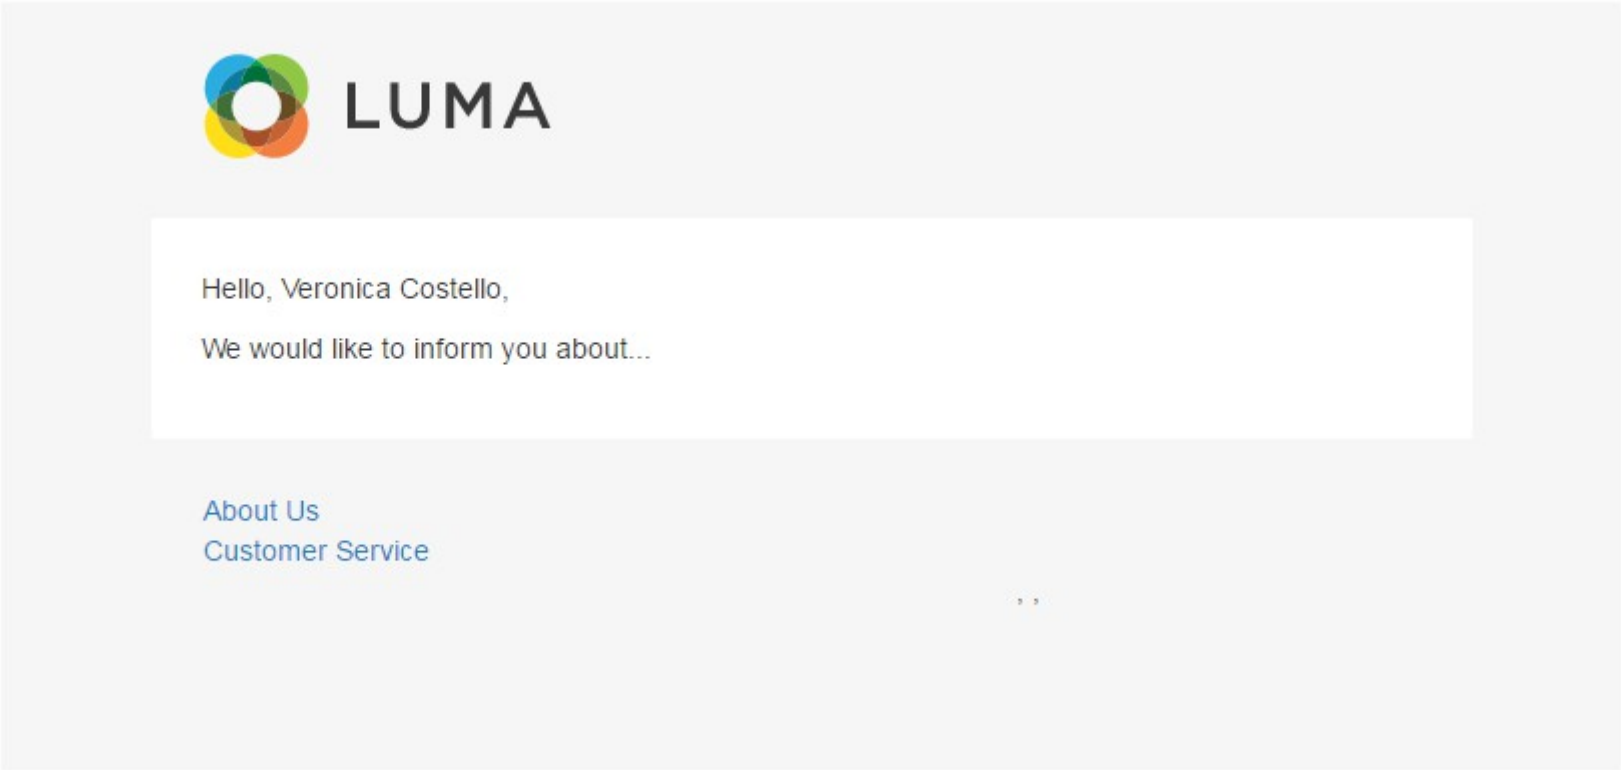 LUMA
Hello, Veronica Costello,
We would like to inform you about...
About Us
Customer Service
, ,